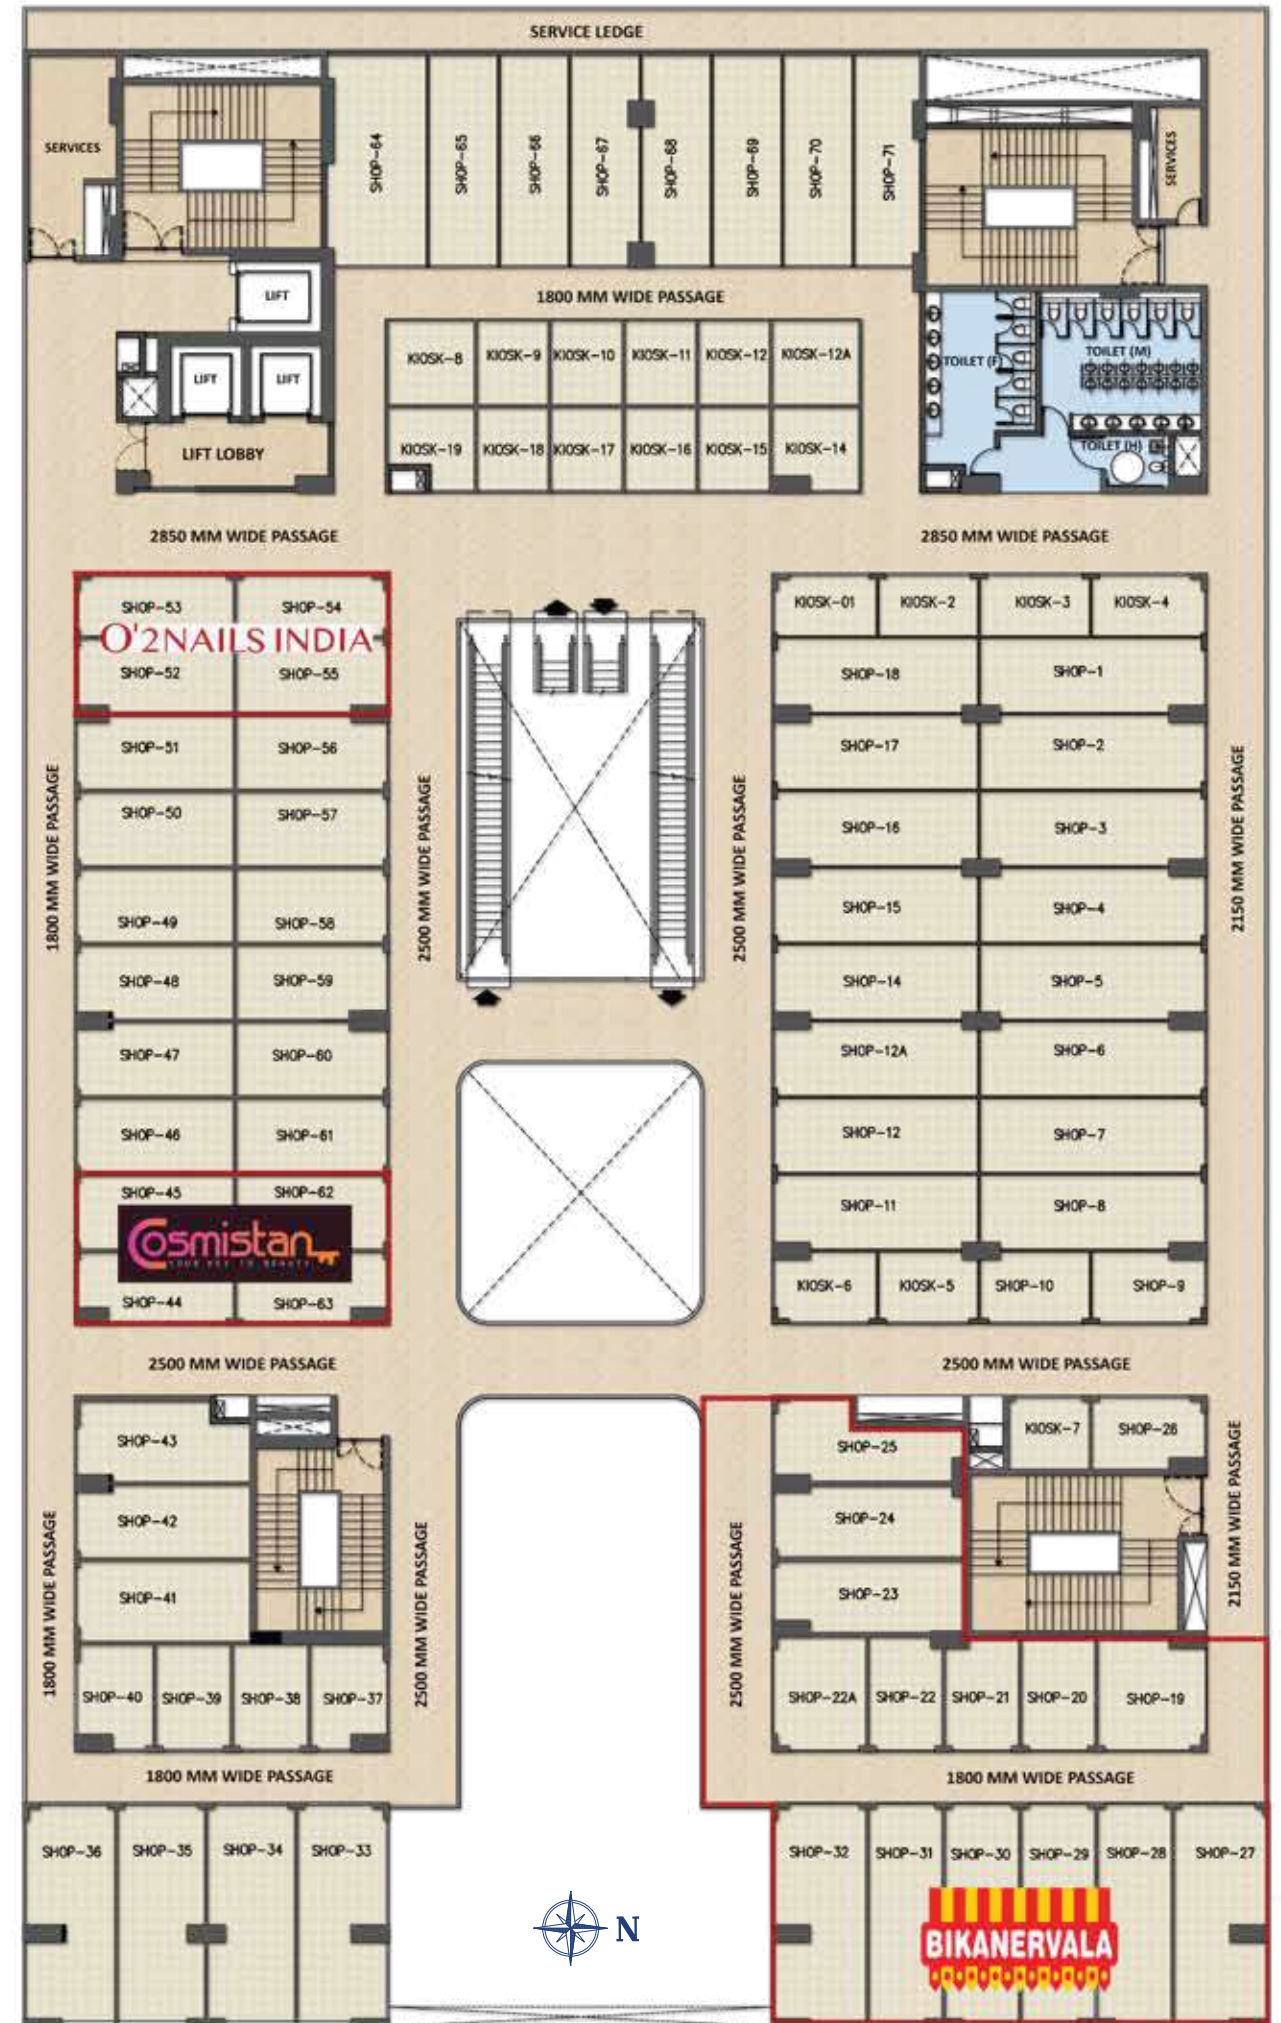 SERVICE LEDGE
SERVICES
SHOP-64
SHOP-65
SHOP-66
SHOP-67
SHOP-68
SHOP-69
SHOP-70
SHOP-71
SERVICES
LIFT
1800 MM WIDE PASSAGE
LIFT
LIFT
LIFT LOBBY
KIOSK-8
KIOSK-9
KIOSK-10
KIOSK-11
KIOSK-12
KIOSK-12A
KIOSK-19
KIOSK-18
KIOSK-17
KIOSK-16
KIOSK-15
KIOSK-14
TOILET (F)
TOILET (M)
TOILET (H)
2850 MM WIDE PASSAGE
2850 MM WIDE PASSAGE
SHOP-53
SHOP-54
O'2NAILS INDIA
SHOP-52
SHOP-55
SHOP-51
SHOP-56
SHOP-50
SHOP-57
SHOP-49
SHOP-58
SHOP-48
SHOP-59
SHOP-47
SHOP-60
SHOP-46
SHOP-61
SHOP-45
SHOP-62
Cosmistan
YOUR KEY TO BEAUTY
SHOP-44
SHOP-63
1800 MM WIDE PASSAGE
2500 MM WIDE PASSAGE
2500 MM WIDE PASSAGE
KIOSK-01
KIOSK-2
KIOSK-3
KIOSK-4
SHOP-18
SHOP-1
SHOP-17
SHOP-2
SHOP-16
SHOP-3
SHOP-15
SHOP-4
SHOP-14
SHOP-5
SHOP-12A
SHOP-6
SHOP-12
SHOP-7
SHOP-11
SHOP-8
KIOSK-6
KIOSK-5
SHOP-10
SHOP-9
2150 MM WIDE PASSAGE
2500 MM WIDE PASSAGE
2500 MM WIDE PASSAGE
SHOP-43
SHOP-42
SHOP-41
SHOP-40
SHOP-39
SHOP-38
SHOP-37
1800 MM WIDE PASSAGE
2500 MM WIDE PASSAGE
2500 MM WIDE PASSAGE
SHOP-25
KIOSK-7
SHOP-26
SHOP-24
SHOP-23
SHOP-22A
SHOP-22
SHOP-21
SHOP-20
SHOP-19
2150 MM WIDE PASSAGE
1800 MM WIDE PASSAGE
1800 MM WIDE PASSAGE
SHOP-36
SHOP-35
SHOP-34
SHOP-33
N
SHOP-32
SHOP-31
SHOP-30
SHOP-29
SHOP-28
SHOP-27
BIKANERVALA